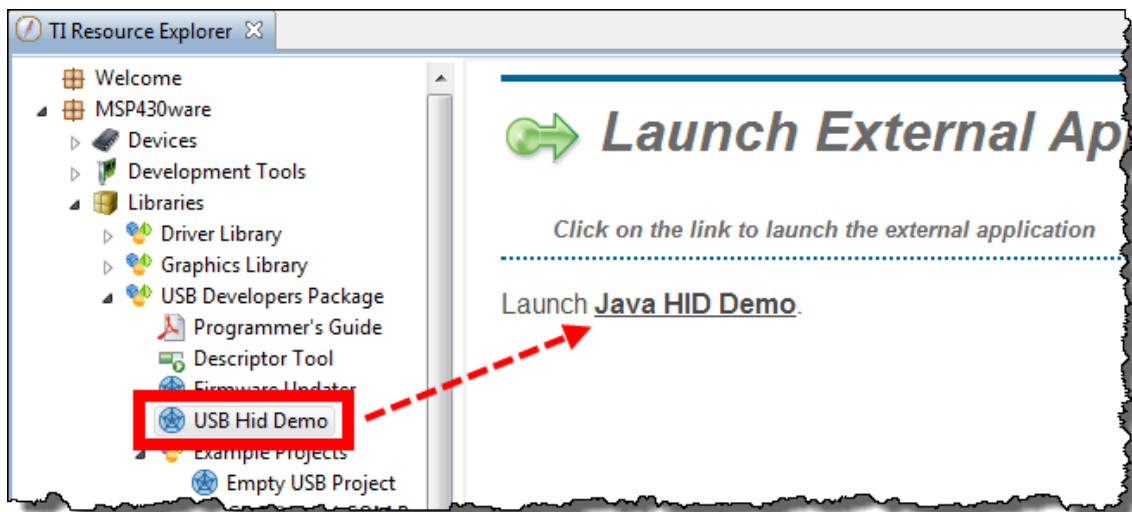 TI Resource Explorer
Welcome
MSP430ware
Devices
Development Tools
Libraries
Driver Library
Graphics Library
USB Developers Package
Programmer's Guide
Descriptor Tool
Firmware Updater
USB Hid Demo
Example Projects
Empty USB Project
Launch External Ap
Click on the link to launch the external application
Launch Java HID Demo.